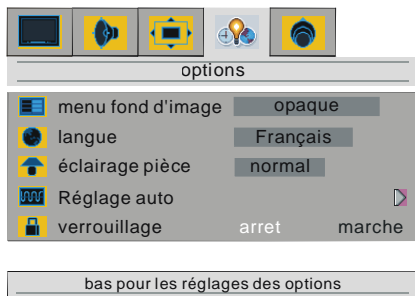 options
menu fond d'image opaque
langue Français
éclairage pièce normal
Réglage auto
verrouillage arret marche
bas pour les réglages des options